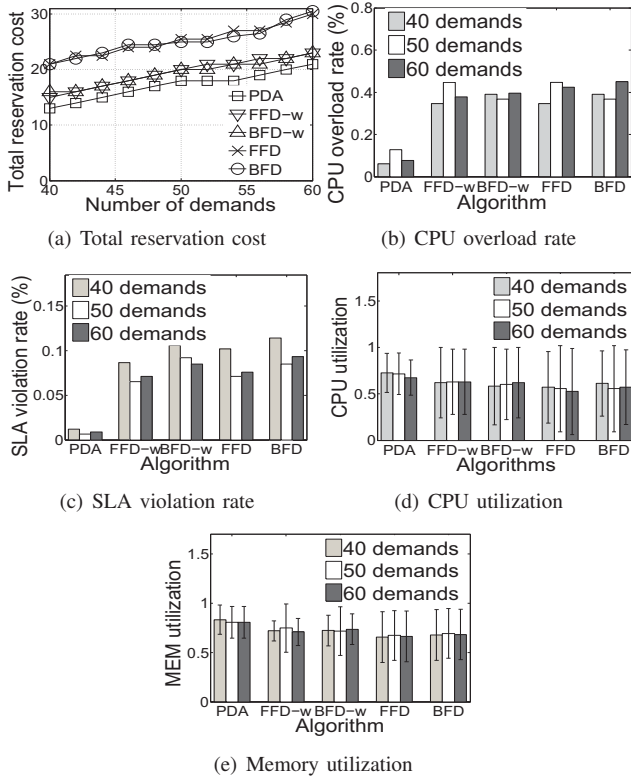 Total reservation cost
30
20
10
0
40 45 50 55 60
Number of demands
PDA
FFD-w
BFD-w
FFD
BFD
(a) Total reservation cost
CPU overload rate (%)
0.8
0.6
0.4
0.2
0
40 demands
50 demands
60 demands
PDA FFD-w BFD-w FFD BFD
Algorithm
(b) CPU overload rate
SLA violation rate (%)
0.15
0.1
0.05
0
40 demands
50 demands
60 demands
PDA FFD-w BFD-w FFD BFD
Algorithm
(c) SLA violation rate
CPU utilization
1.5
1
0.5
0
40 demands
50 demands
60 demands
PDA FFD-w BFD-w FFD BFD
Algorithms
(d) CPU utilization
MEM utilization
1.5
1
0.5
0
40 demands
50 demands
60 demands
PDA FFD-w BFD-w FFD BFD
Algorithm
(e) Memory utilization